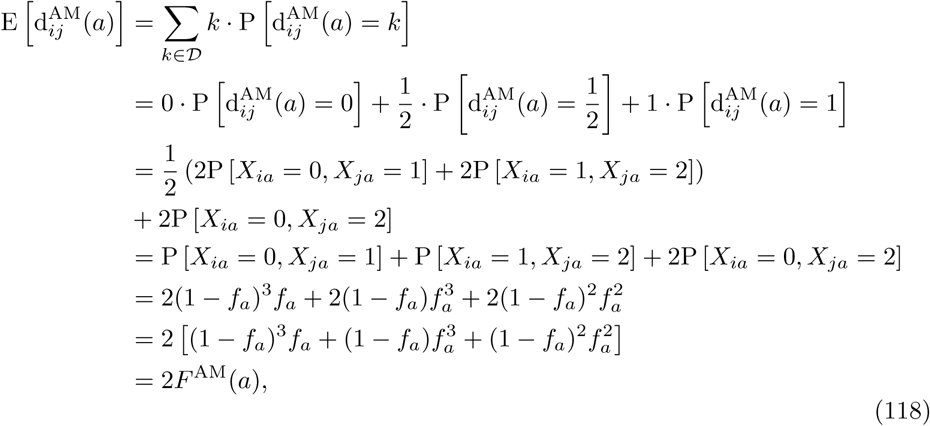 E [d_{ij}^{AM}(a)] = \sum_{k∈\mathcal{D}} k · P [d_{ij}^{AM}(a) = k]
= 0 · P [d_{ij}^{AM}(a) = 0] + \frac{1}{2} · P [d_{ij}^{AM}(a) = \frac{1}{2}] + 1 · P [d_{ij}^{AM}(a) = 1]
= \frac{1}{2} (2P [X_{ia} = 0, X_{ja} = 1] + 2P [X_{ia} = 1, X_{ja} = 2])
+ 2P [X_{ia} = 0, X_{ja} = 2]
= P [X_{ia} = 0, X_{ja} = 1] + P [X_{ia} = 1, X_{ja} = 2] + 2P [X_{ia} = 0, X_{ja} = 2]
= 2(1 − f_a)^3 f_a + 2(1 − f_a)f_a^3 + 2(1 − f_a)^2 f_a^2
= 2 [(1 − f_a)^3 f_a + (1 − f_a)f_a^3 + (1 − f_a)^2 f_a^2]
= 2F^{AM}(a),
(118)